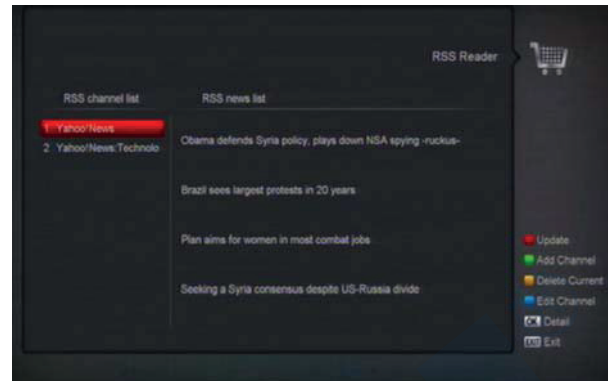 RSS Reader
RSS channel list
RSS news list
1 Yahoo!News
2 Yahoo!News:Technolo
Obama defends Syria policy, plays down NSA spying -ruckus-
Brazil sees largest protests in 20 years
Plan aims for women in most combat jobs
Seeking a Syria consensus despite US-Russia divide
Update
Add Channel
Delete Current
Edit Channel
OK Detail
EXIT Exit